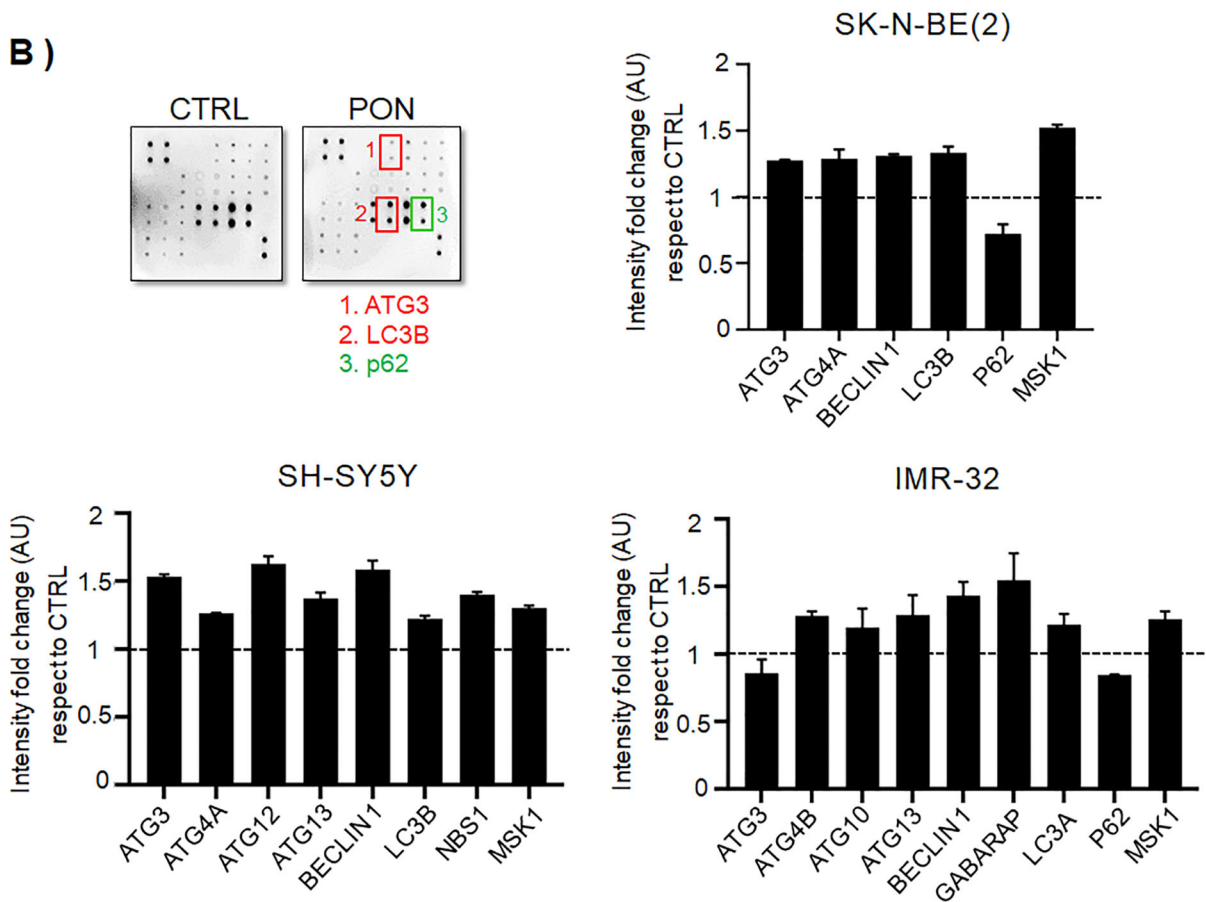 B )
CTRL
PON
1
2
3
1. ATG3
2. LC3B
3. p62
SK-N-BE(2)
Intensity fold change (AU)
respect to CTRL
2
1.5
1
0.5
0
ATG3
ATG4A
BECLIN1
LC3B
P62
MSK1
SH-SY5Y
Intensity fold change (AU)
respect to CTRL
2
1.5
1
0.5
0
ATG3
ATG4A
ATG12
ATG13
BECLIN1
LC3B
NBS1
MSK1
IMR-32
Intensity fold change (AU)
respect to CTRL
2
1.5
1
0.5
0
ATG3
ATG4B
ATG10
ATG13
BECLIN1
GABARAP
LC3A
P62
MSK1